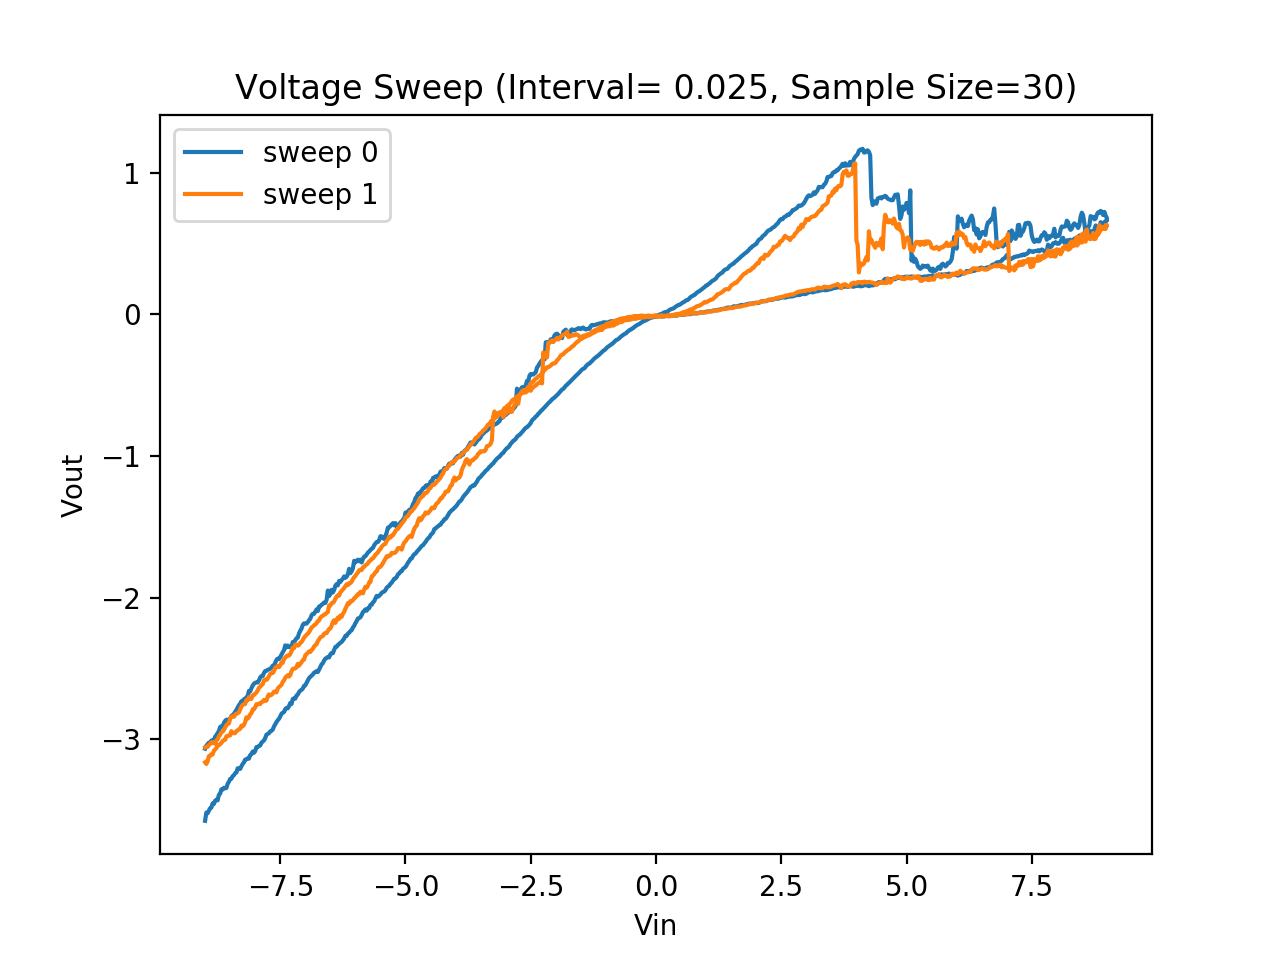 Voltage Sweep (Interval= 0.025, Sample Size=30)
sweep 0
sweep 1
1
0
−1
−2
−3
Vout
−7.5 −5.0 −2.5 0.0 2.5 5.0 7.5
Vin